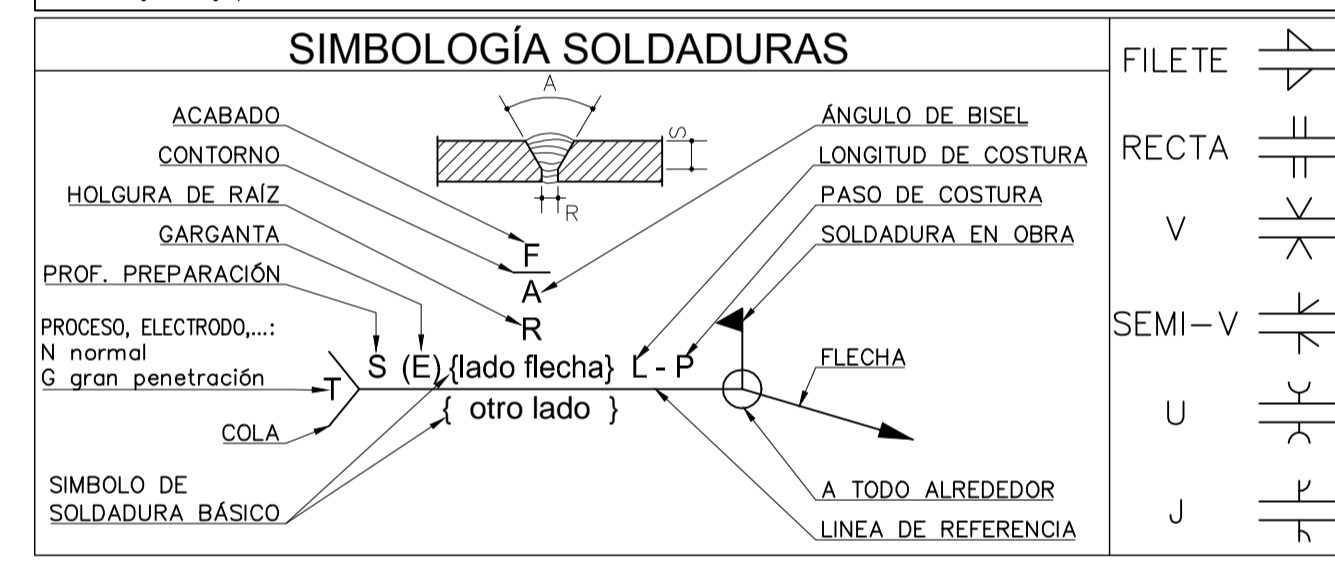 SIMBOLOGÍA SOLDADURAS
A
S
R
ACABADO
CONTORNO
HOLGURA DE RAÍZ
GARGANTA
PROF. PREPARACIÓN
PROCESO, ELECTRODO,...:
N normal
G gran penetración
COLA
SIMBOLO DE
SOLDADURA BÁSICO
F
A
R
T
S (E) {lado flecha} L - P
{ otro lado }
ÁNGULO DE BISEL
LONGITUD DE COSTURA
PASO DE COSTURA
SOLDADURA EN OBRA
FLECHA
A TODO ALREDEDOR
LINEA DE REFERENCIA
FILETE
RECTA
V
SEMI-V
U
J